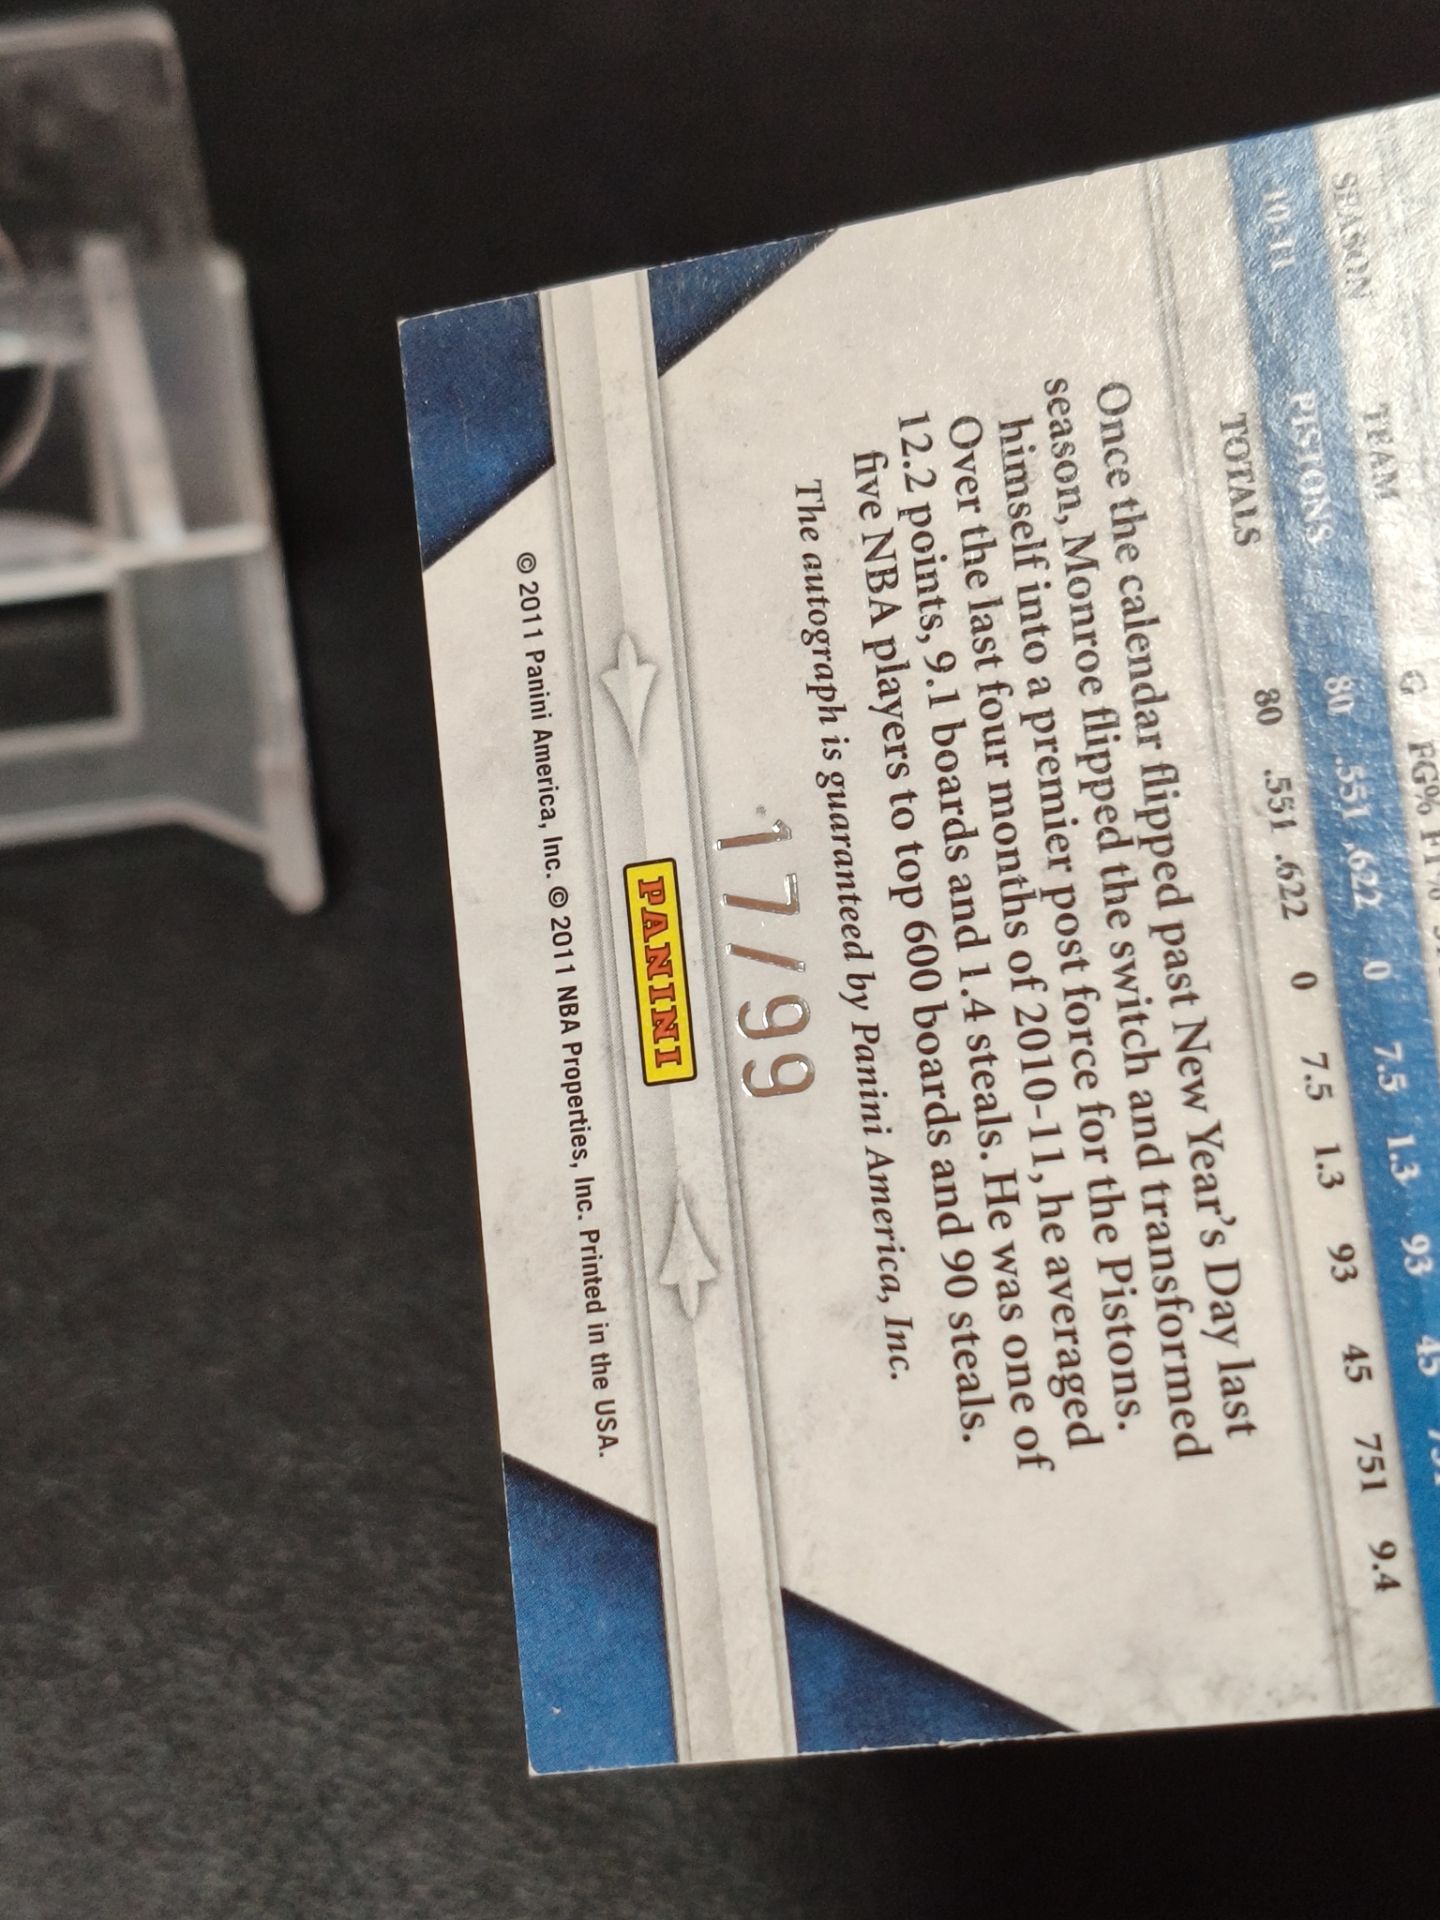 SEASON TEAM G FG%
10-11 PISTONS 80 .551 .622 0 7.5 1.3 93 45
TOTALS 80 .551 .622 0 7.5 1.3 93 45 751 9.4
Once the calendar flipped past New Year's Day last
season, Monroe flipped the switch and transformed
himself into a premier post force for the Pistons.
Over the last four months of 2010-11, he averaged
12.2 points, 9.1 boards and 1.4 steals. He was one of
five NBA players to top 600 boards and 90 steals.
The autograph is guaranteed by Panini America, Inc.
17/99
PANINI
© 2011 Panini America, Inc. © 2011 NBA Properties, Inc. Printed in the USA.